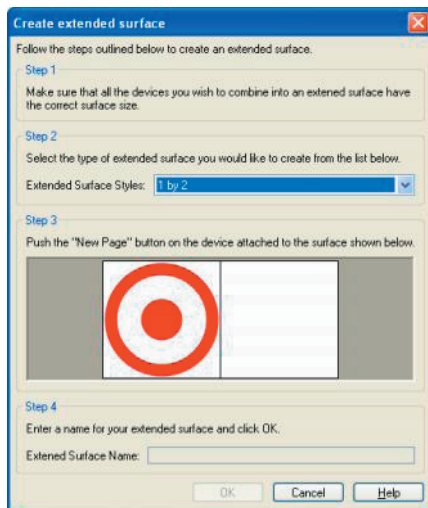 Create extended surface
Follow the steps outlined below to create an extended surface.
Step 1
Make sure that all the devices you wish to combine into an extened surface have
the correct surface size.
Step 2
Select the type of extended surface you would like to create from the list below.
Extended Surface Styles: 1 by 2
Step 3
Push the "New Page" button on the device attached to the surface shown below.
Step 4
Enter a name for your extended surface and click OK.
Extened Surface Name:
OK Cancel Help